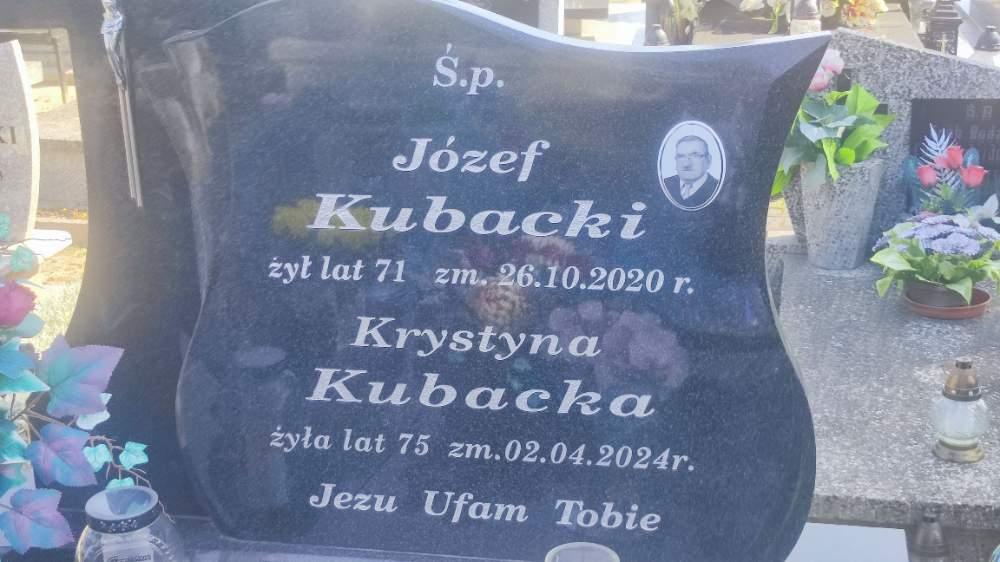 Ś.p.
Józef
Kubacki
żył lat 71 zm. 26.10.2020 r.
Krystyna
Kubacka
żyła lat 75 zm.02.04.2024r.
Jezu Ufam Tobie